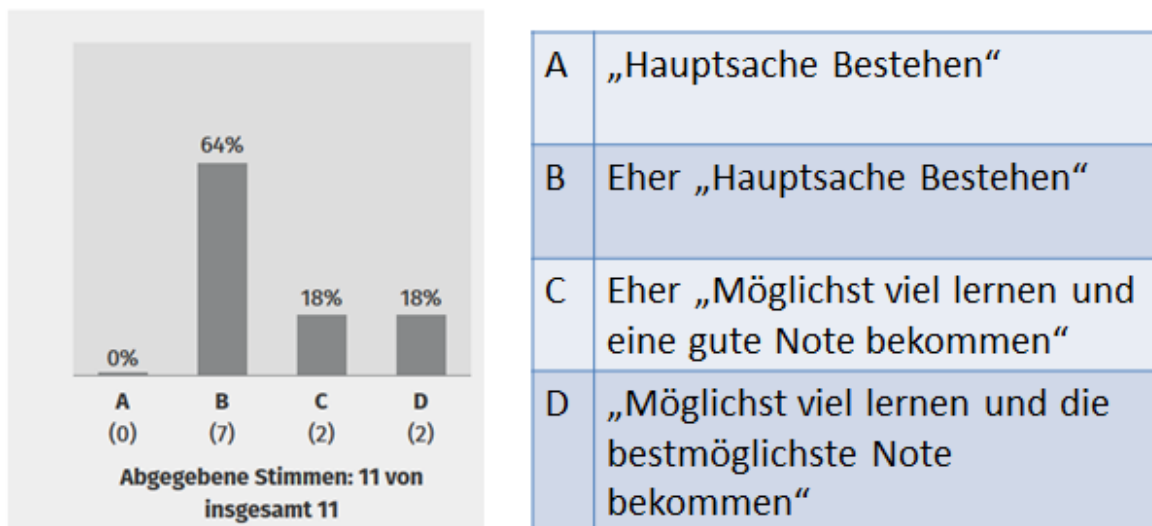 64%
18% 18%
0%
A B C D
(0) (7) (2) (2)
Abgegebene Stimmen: 11 von
insgesamt 11
A „Hauptsache Bestehen“
B Eher „Hauptsache Bestehen“
C Eher „Möglichst viel lernen und
eine gute Note bekommen“
D „Möglichst viel lernen und die
bestmöglichste Note
bekommen“